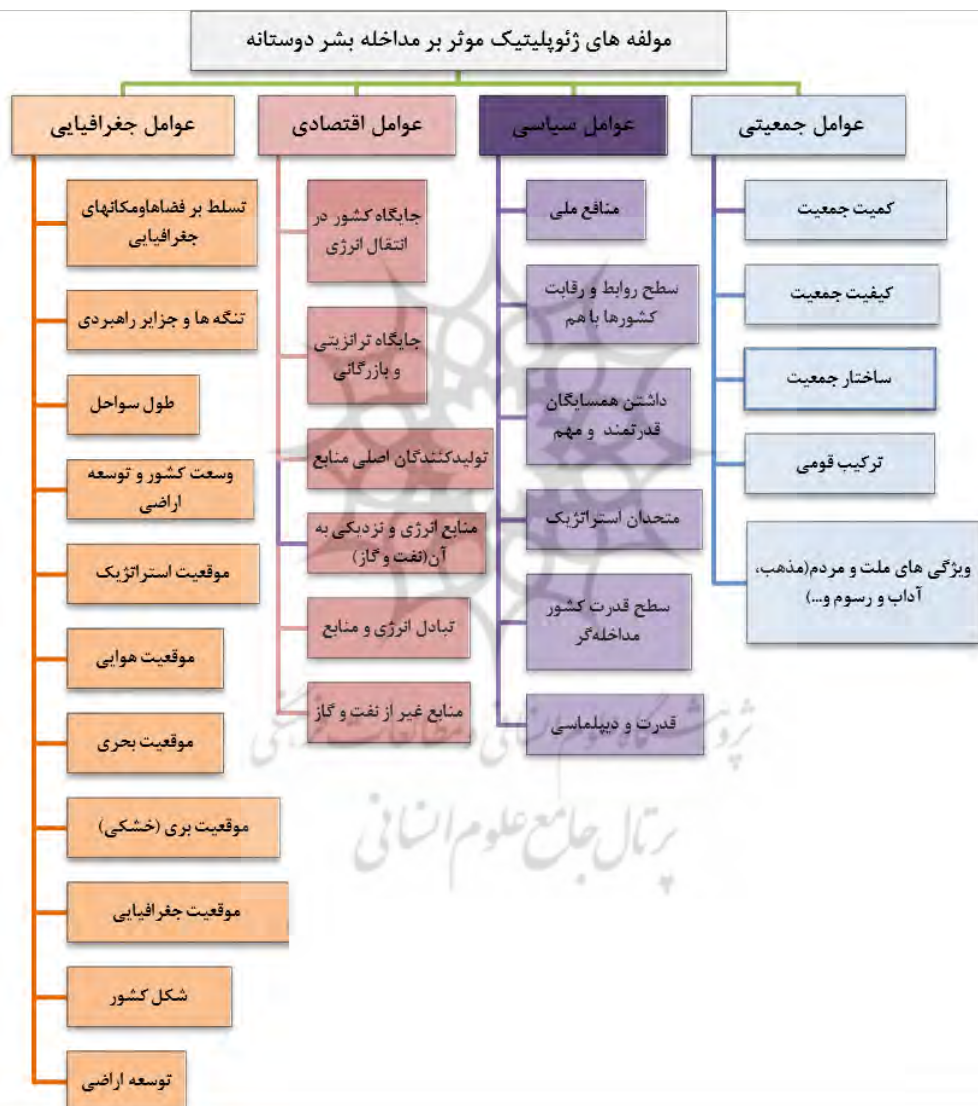 مولفه های ژئوپلیتیک موثر بر مداخله بشر دوستانه
عوامل جمعیتی
کمیت جمعیت
کیفیت جمعیت
ساختار جمعیت
ترکیب قومی
ویژگی های ملت و مردم(مذهب،
آداب و رسوم و...)
عوامل سیاسی
منافع ملی
سطح روابط و رقابت
کشورها با هم
داشتن همسایگان
قدرتمند و مهم
متحدان استراتژیک
سطح قدرت کشور
مداخله‌گر
قدرت و دیپلماسی
عوامل اقتصادی
جایگاه کشور در
انتقال انرژی
جایگاه ترانزیتی
و بازرگانی
تولیدکنندگان اصلی منابع
منابع انرژی و نزدیکی به
آن(نفت و گاز)
تبادل انرژی و منابع
منابع غیر از نفت و گاز
عوامل جغرافیایی
تسلط بر فضاهاومکانهای
جغرافیایی
تنگه ها و جزایر راهبردی
طول سواحل
وسعت کشور و توسعه
اراضی
موقعیت استراتژیک
موقعیت هوایی
موقعیت بحری
موقعیت بری (خشکی)
موقعیت جغرافیایی
شکل کشور
توسعه اراضی
پژوهشگاه علوم انسانی و مطالعات فرهنگی
پرتال جامع علوم انسانی